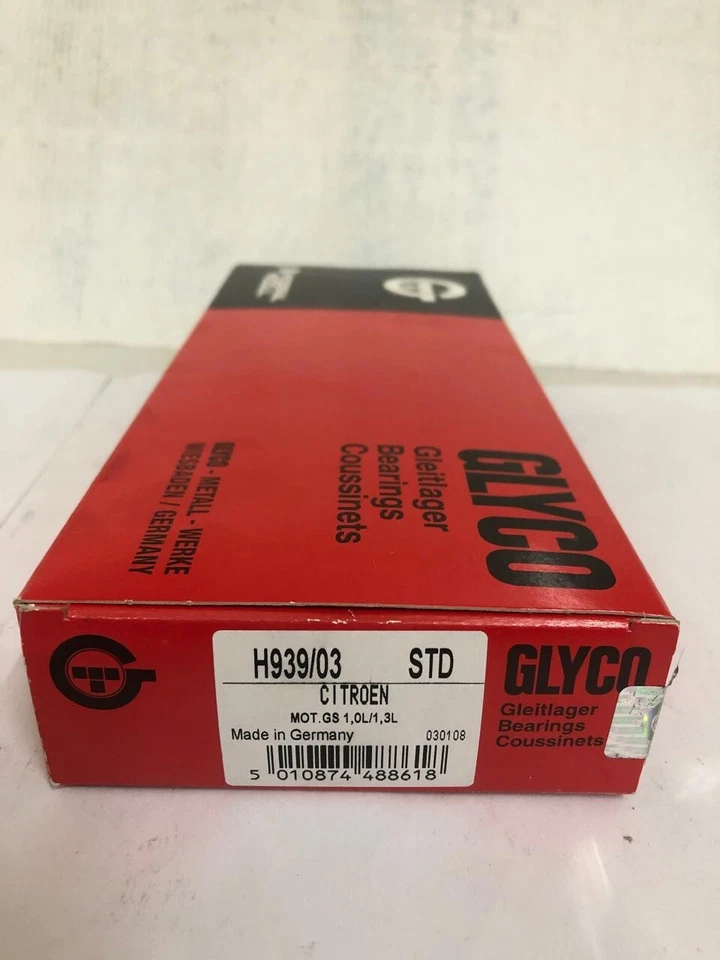 GLYCO
Gleitlager
Bearings
Coussinets
GLYCO - METALL - WERKE
WIESBADEN / GERMANY
H939/03 STD
CITROEN
MOT.GS 1,0L/1,3L
Made in Germany 030108
5 010874 488618
GLYCO
Gleitlager
Bearings
Coussinets